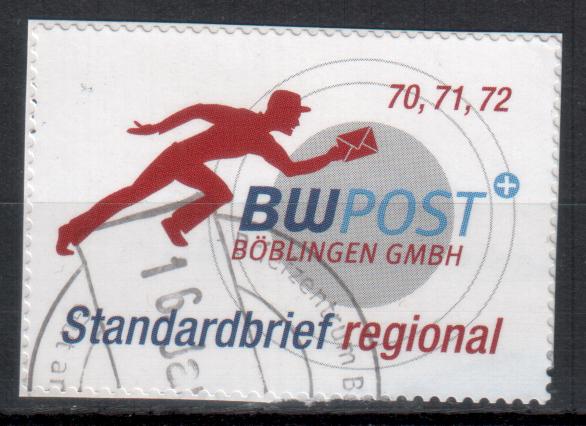 70, 71, 72
BWPOST+
BÖBLINGEN GMBH
Standardbrief regional